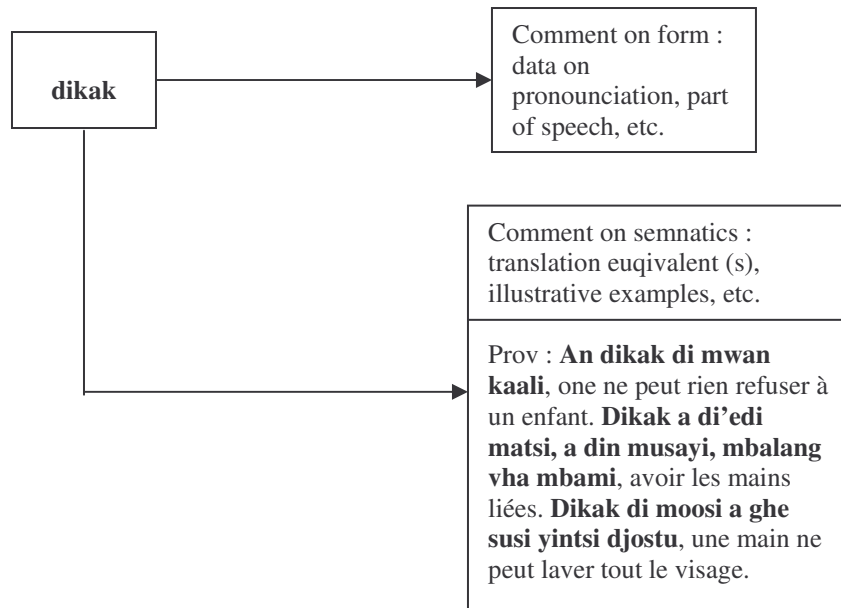 dikak
Comment on form :
data on
pronounciation, part
of speech, etc.
Comment on semnatics :
translation euqivalent (s),
illustrative examples, etc.
Prov : An dikak di mwan
kaali, one ne peut rien refuser à
un enfant. Dikak a di’edi
matsi, a din musayi, mbalang
vha mbami, avoir les mains
liées. Dikak di moosi a ghe
susi yintsi djostu, une main ne
peut laver tout le visage.